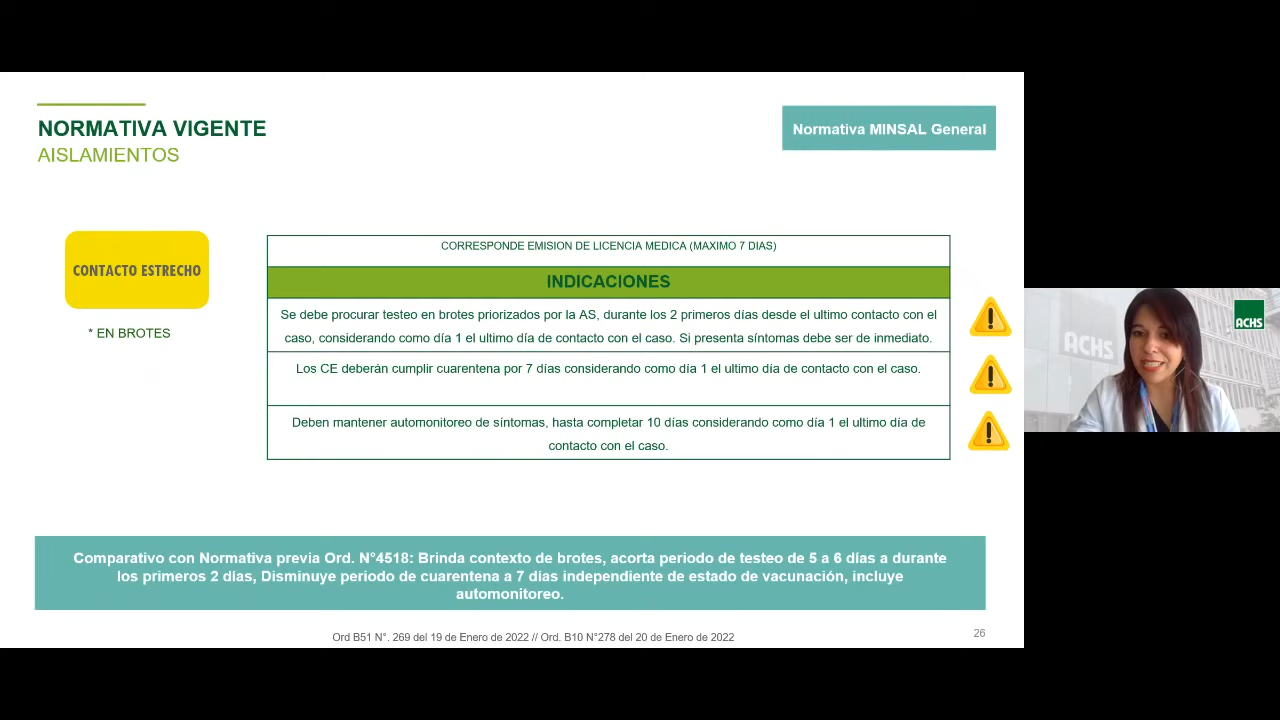 NORMATIVA VIGENTE
AISLAMIENTOS
Normativa MINSAL General
CONTACTO ESTRECHO
* EN BROTES
CORRESPONDE EMISION DE LICENCIA MEDICA (MAXIMO 7 DIAS)
INDICACIONES
Se debe procurar testeo en brotes priorizados por la AS, durante los 2 primeros días desde el ultimo contacto con el
caso, considerando como día 1 el ultimo día de contacto con el caso. Si presenta síntomas debe ser de inmediato.
Los CE deberán cumplir cuarentena por 7 días considerando como día 1 el ultimo día de contacto con el caso.
Deben mantener automonitoreo de síntomas, hasta completar 10 días considerando como día 1 el ultimo día de
contacto con el caso.
Comparativo con Normativa previa Ord. N°4518: Brinda contexto de brotes, acorta periodo de testeo de 5 a 6 días a durante
los primeros 2 días, Disminuye periodo de cuarentena a 7 días independiente de estado de vacunación, incluye
automonitoreo.
Ord B51 N°. 269 del 19 de Enero de 2022 // Ord. B10 N°278 del 20 de Enero de 2022
26
ACHS
ACHS